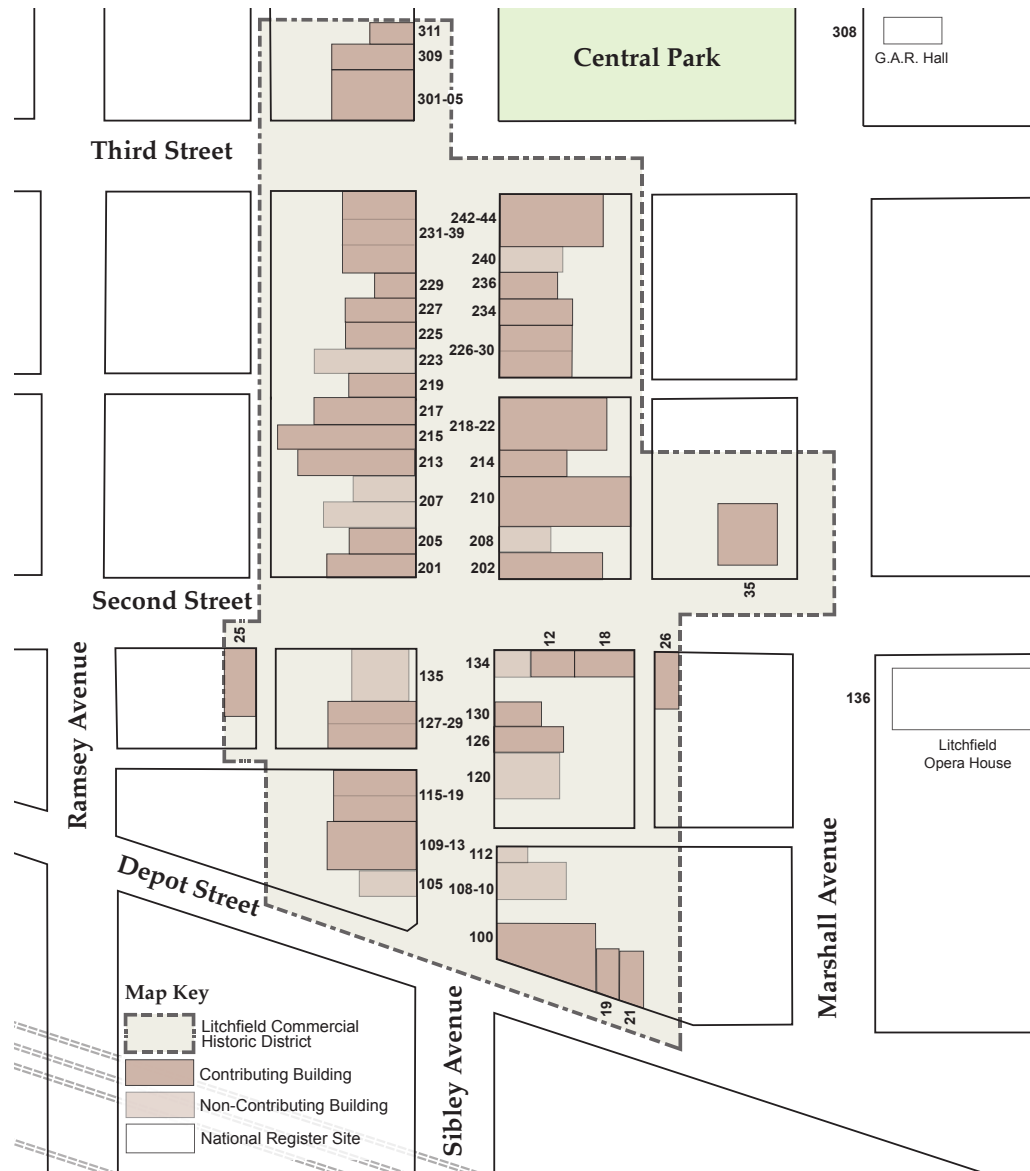 311
309
301-05
Central Park
308
G.A.R. Hall
Third Street
231-39
229
227
225
223
219
217
215
213
207
205
201
242-44
240
236
234
226-30
218-22
214
210
208
202
35
Second Street
25
135
127-29
115-19
109-13
105
134
12
18
26
130
126
120
112
108-10
100
19
21
136
Litchfield
Opera House
Ramsey Avenue
Depot Street
Sibley Avenue
Marshall Avenue
Map Key
Litchfield Commercial
Historic District
Contributing Building
Non-Contributing Building
National Register Site